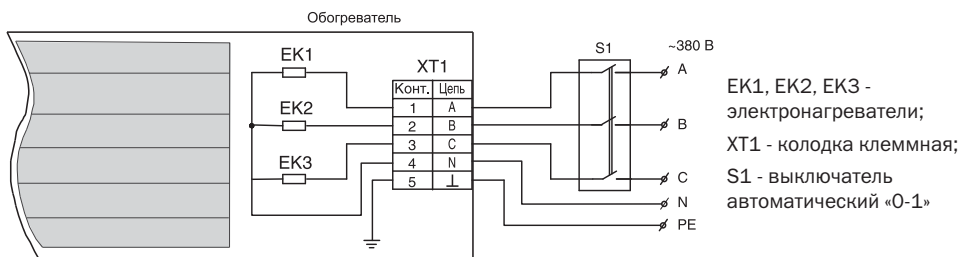 Обогреватель
EK1
EK2
EK3
XT1
Конт. Цепь
1 A
2 B
3 C
4 N
5 ⊥
S1
~380 В
A
B
C
N
PE
EK1, EK2, EK3 -
электронагреватели;
XT1 - колодка клеммная;
S1 - выключатель
автоматический «0-1»